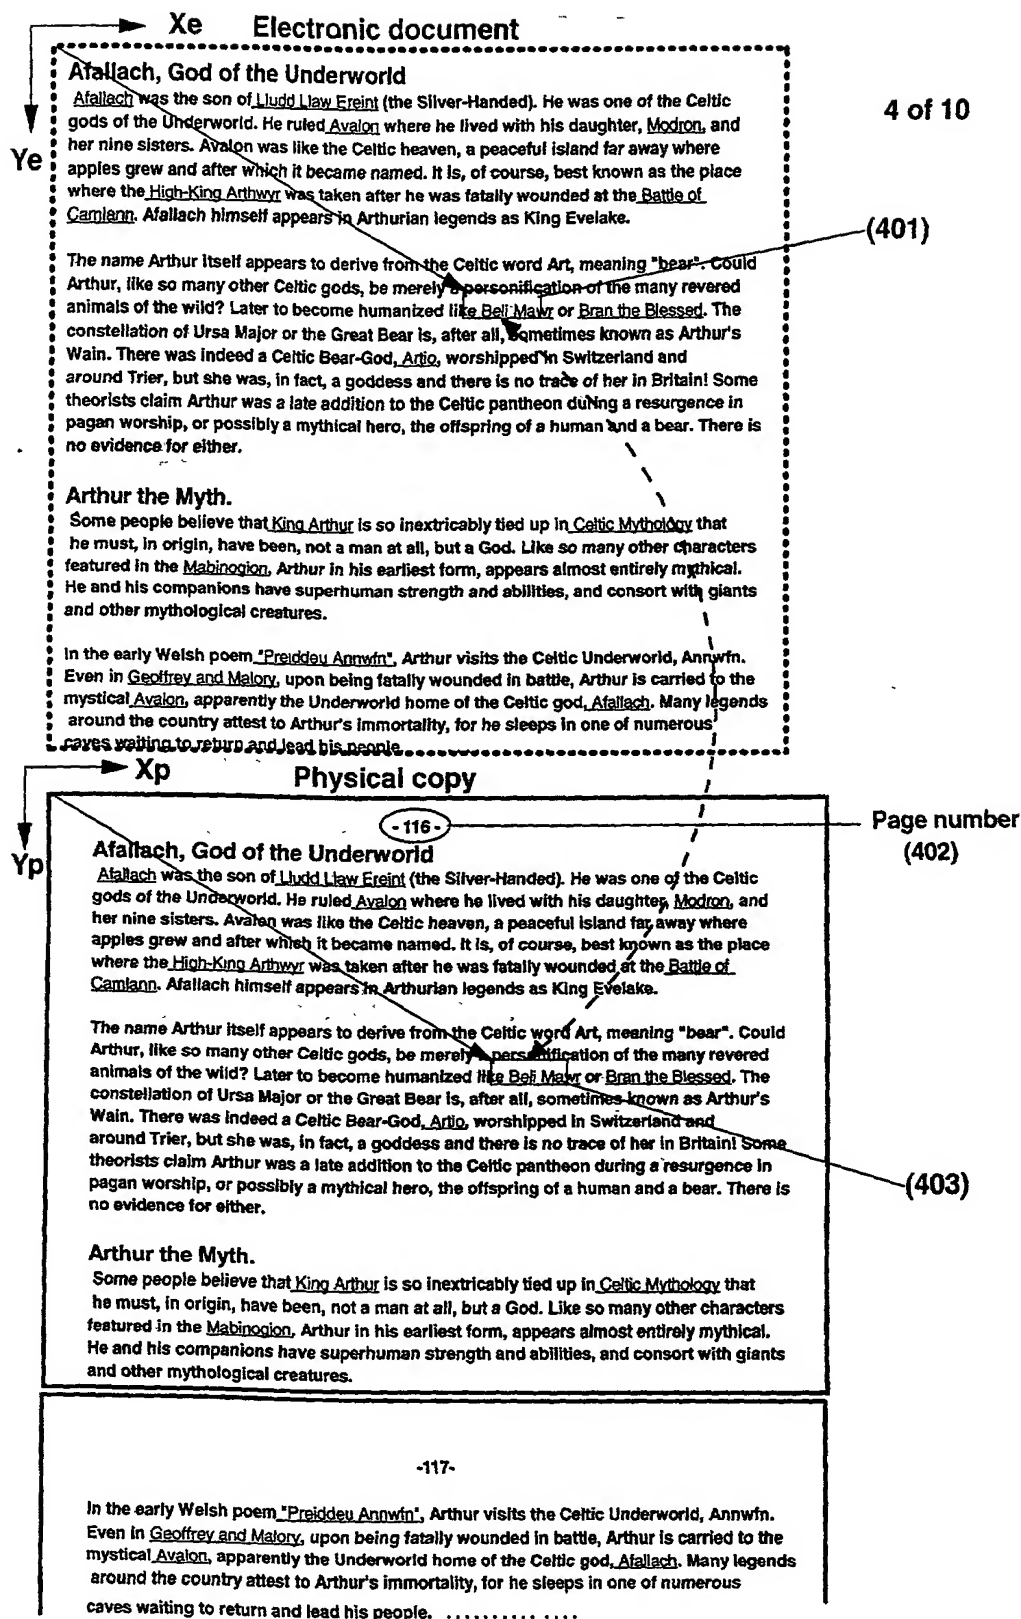 Xe Electronic document
Ye
4 of 10
Afallach, God of the Underworld
Afallach was the son of Lludd Llaw Ereint (the Silver-Handed). He was one of the Celtic
gods of the Underworld. He ruled Avalon where he lived with his daughter, Modron, and
her nine sisters. Avalon was like the Celtic heaven, a peaceful island far away where
apples grew and after which it became named. It is, of course, best known as the place
where the High-King Arthwyr was taken after he was fatally wounded at the Battle of
Camlann. Afallach himself appears in Arthurian legends as King Evelake.
(401)
The name Arthur itself appears to derive from the Celtic word Art, meaning "bear". Could
Arthur, like so many other Celtic gods, be merely a personification of the many revered
animals of the wild? Later to become humanized like Beli Mawr or Bran the Blessed. The
constellation of Ursa Major or the Great Bear is, after all, sometimes known as Arthur's
Wain. There was indeed a Celtic Bear-God, Artio, worshipped in Switzerland and
around Trier, but she was, in fact, a goddess and there is no trace of her in Britain! Some
theorists claim Arthur was a late addition to the Celtic pantheon during a resurgence in
pagan worship, or possibly a mythical hero, the offspring of a human and a bear. There is
no evidence for either.
Arthur the Myth.
Some people believe that King Arthur is so inextricably tied up in Celtic Mythology that
he must, in origin, have been, not a man at all, but a God. Like so many other characters
featured in the Mabinogion, Arthur in his earliest form, appears almost entirely mythical.
He and his companions have superhuman strength and abilities, and consort with giants
and other mythological creatures.
In the early Welsh poem "Preiddeu Annwfn", Arthur visits the Celtic Underworld, Annwfn.
Even in Geoffrey and Malory, upon being fatally wounded in battle, Arthur is carried to the
mystical Avalon, apparently the Underworld home of the Celtic god, Afallach. Many legends
around the country attest to Arthur's immortality, for he sleeps in one of numerous
caves waiting to return and lead his people
Xp Physical copy
Yp
-116-
Page number
(402)
Afallach, God of the Underworld
Afallach was the son of Lludd Llaw Ereint (the Silver-Handed). He was one of the Celtic
gods of the Underworld. He ruled Avalon where he lived with his daughter, Modron, and
her nine sisters. Avalon was like the Celtic heaven, a peaceful island far away where
apples grew and after which it became named. It is, of course, best known as the place
where the High-King Arthwyr was taken after he was fatally wounded at the Battle of
Camlann. Afallach himself appears in Arthurian legends as King Evelake.
The name Arthur itself appears to derive from the Celtic word Art, meaning "bear". Could
Arthur, like so many other Celtic gods, be merely a personification of the many revered
animals of the wild? Later to become humanized like Beli Mawr or Bran the Blessed. The
constellation of Ursa Major or the Great Bear is, after all, sometimes known as Arthur's
Wain. There was indeed a Celtic Bear-God, Artio, worshipped in Switzerland and
around Trier, but she was, in fact, a goddess and there is no trace of her in Britain! Some
theorists claim Arthur was a late addition to the Celtic pantheon during a resurgence in
pagan worship, or possibly a mythical hero, the offspring of a human and a bear. There is
no evidence for either.
(403)
Arthur the Myth.
Some people believe that King Arthur is so inextricably tied up in Celtic Mythology that
he must, in origin, have been, not a man at all, but a God. Like so many other characters
featured in the Mabinogion, Arthur in his earliest form, appears almost entirely mythical.
He and his companions have superhuman strength and abilities, and consort with giants
and other mythological creatures.
-117-
In the early Welsh poem "Preiddeu Annwfn", Arthur visits the Celtic Underworld, Annwfn.
Even in Geoffrey and Malory, upon being fatally wounded in battle, Arthur is carried to the
mystical Avalon, apparently the Underworld home of the Celtic god, Afallach. Many legends
around the country attest to Arthur's immortality, for he sleeps in one of numerous
caves waiting to return and lead his people. ..............